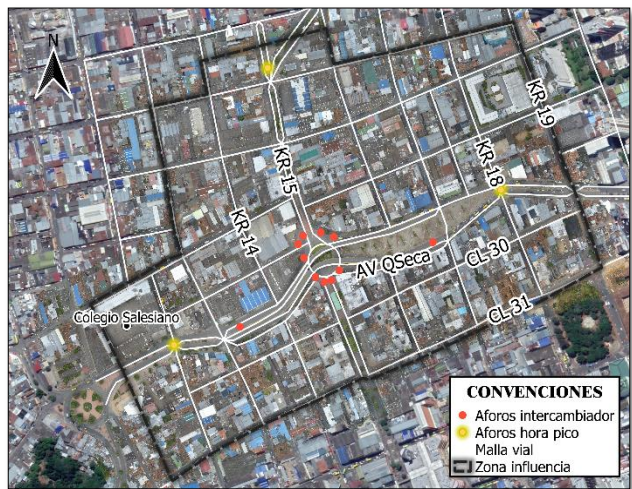 N
KR-19
KR-15
KR-18
KR-14
AV QSeca
CL-30
CL-31
Colegio Salesiano
CONVENCIONES
Aforos intercambiador
Aforos hora pico
Malla vial
Zona influencia